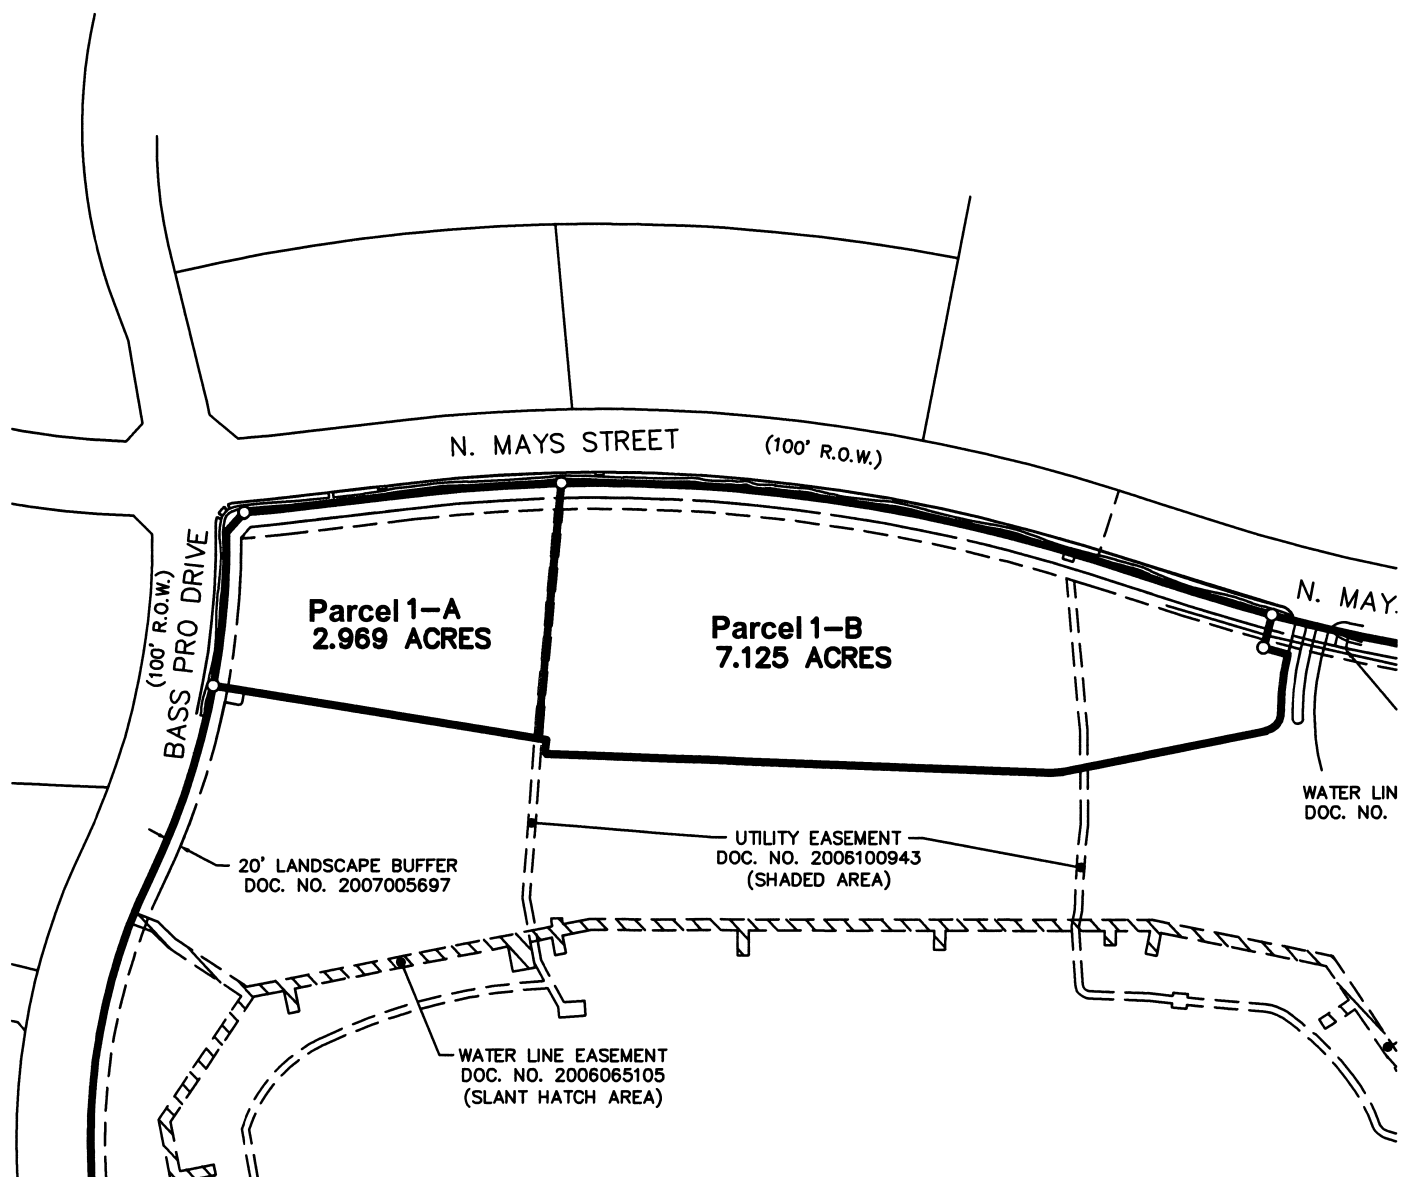 N. MAYS STREET (100' R.O.W.)
BASS PRO DRIVE
(100' R.O.W.)
Parcel 1-A
2.969 ACRES
Parcel 1-B
7.125 ACRES
N. MAY
WATER LIN
DOC. NO.
UTILITY EASEMENT
DOC. NO. 2006100943
(SHADED AREA)
20' LANDSCAPE BUFFER
DOC. NO. 2007005697
WATER LINE EASEMENT
DOC. NO. 2006065105
(SLANT HATCH AREA)